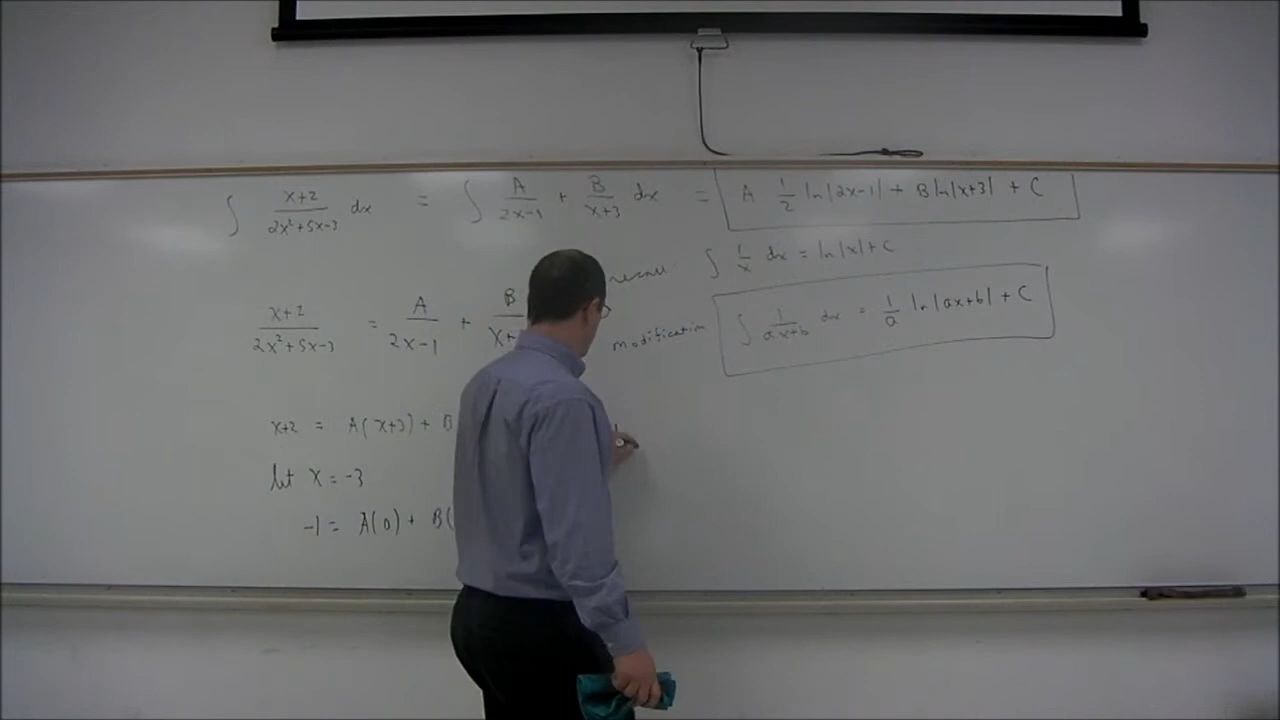 ∫ x+2 / 2x²+5x-3 dx = ∫ A / 2x-1 + B / x+3 dx = A 1/2 ln|2x-1| + B ln|x+3| + C
recall: ∫ 1/x dx = ln|x| + C
x+2 / 2x²+5x-3 = A / 2x-1 + B / x+
modification ∫ 1 / ax+b dx = 1/a ln|ax+b| + C
x+2 = A(x+3) + B
let x = -3
-1 = A(0) + B(